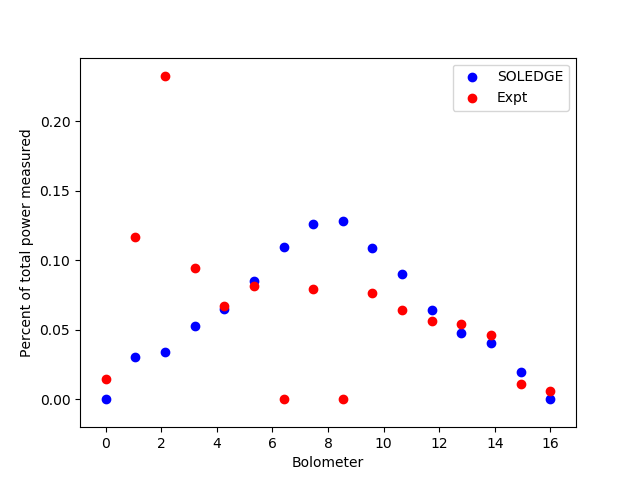 SOLEDGE
Expt
0.20
0.15
0.10
0.05
0.00
Percent of total power measured
0 2 4 6 8 10 12 14 16
Bolometer